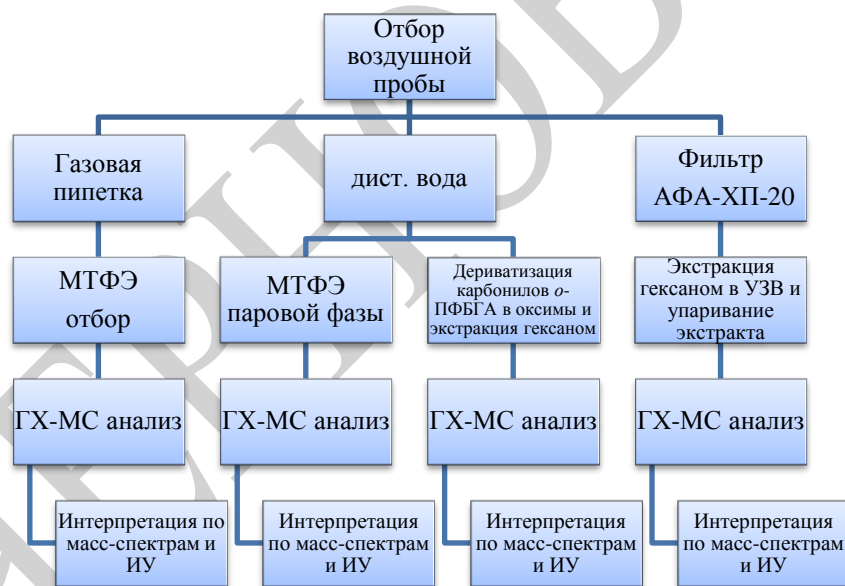 Отбор
воздушной
пробы
Газовая
пипетка
дист. вода
Фильтр
АФА-ХП-20
МТФЭ
отбор
МТФЭ
паровой фазы
Дериватизация
карбонилов о-
ПФБГА в оксимы и
экстракция гексаном
Экстракция
гексаном в УЗВ и
упаривание
экстракта
ГХ-МС анализ
ГХ-МС анализ
ГХ-МС анализ
ГХ-МС анализ
Интерпретация по
масс-спектрам и
ИУ
Интерпретация
по масс-спектрам
и ИУ
Интерпретация
по масс-спектрам
и ИУ
Интерпретация
по масс-спектрам
и ИУ